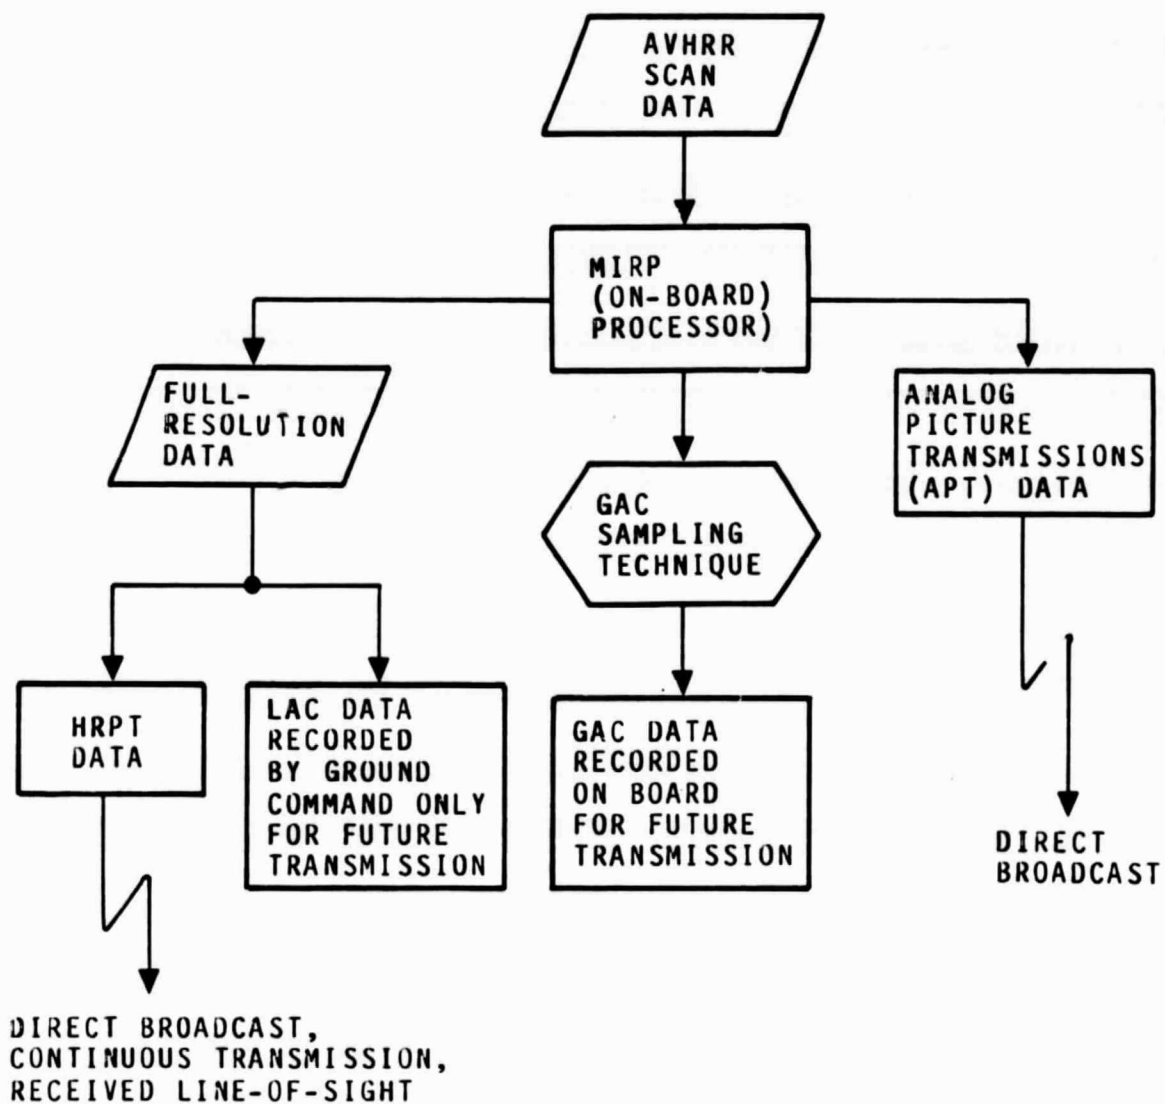 AVHRR
SCAN
DATA
MIRP
(ON-BOARD)
PROCESSOR)
FULL-
RESOLUTION
DATA
GAC
SAMPLING
TECHNIQUE
ANALOG
PICTURE
TRANSMISSIONS
(APT) DATA
HRPT
DATA
LAC DATA
RECORDED
BY GROUND
COMMAND ONLY
FOR FUTURE
TRANSMISSION
GAC DATA
RECORDED
ON BOARD
FOR FUTURE
TRANSMISSION
DIRECT
BROADCAST
DIRECT BROADCAST,
CONTINUOUS TRANSMISSION,
RECEIVED LINE-OF-SIGHT